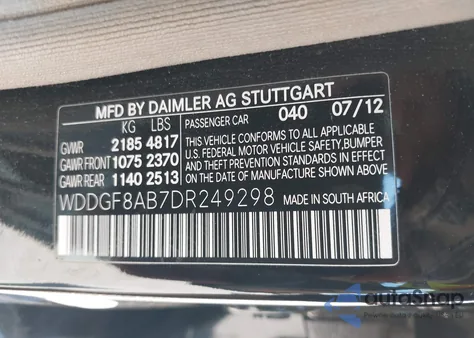 MFD BY DAIMLER AG STUTTGART
KG LBS PASSENGER CAR 040 07/12
GVWR 2185 4817 THIS VEHICLE CONFORMS TO ALL APPLICABLE
GAWR FRONT 1075 2370 U.S. FEDERAL MOTOR VEHICLE SAFETY, BUMPER
AND THEFT PREVENTION STANDARDS IN EFFECT
GAWR REAR 1140 2513 ON THE DATE OF MANUFACTURE SHOWN ABOVE
WDDGF8AB7DR249298 MADE IN SOUTH AFRICA
autoSnap